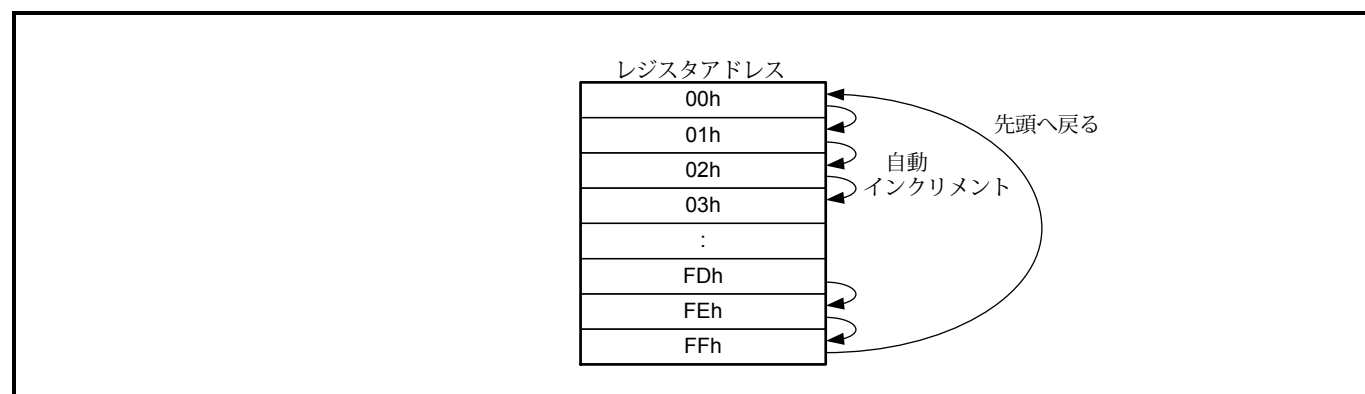 レジスタアドレス
00h
01h
02h
03h
:
FDh
FEh
FFh
先頭へ戻る
自動
インクリメント